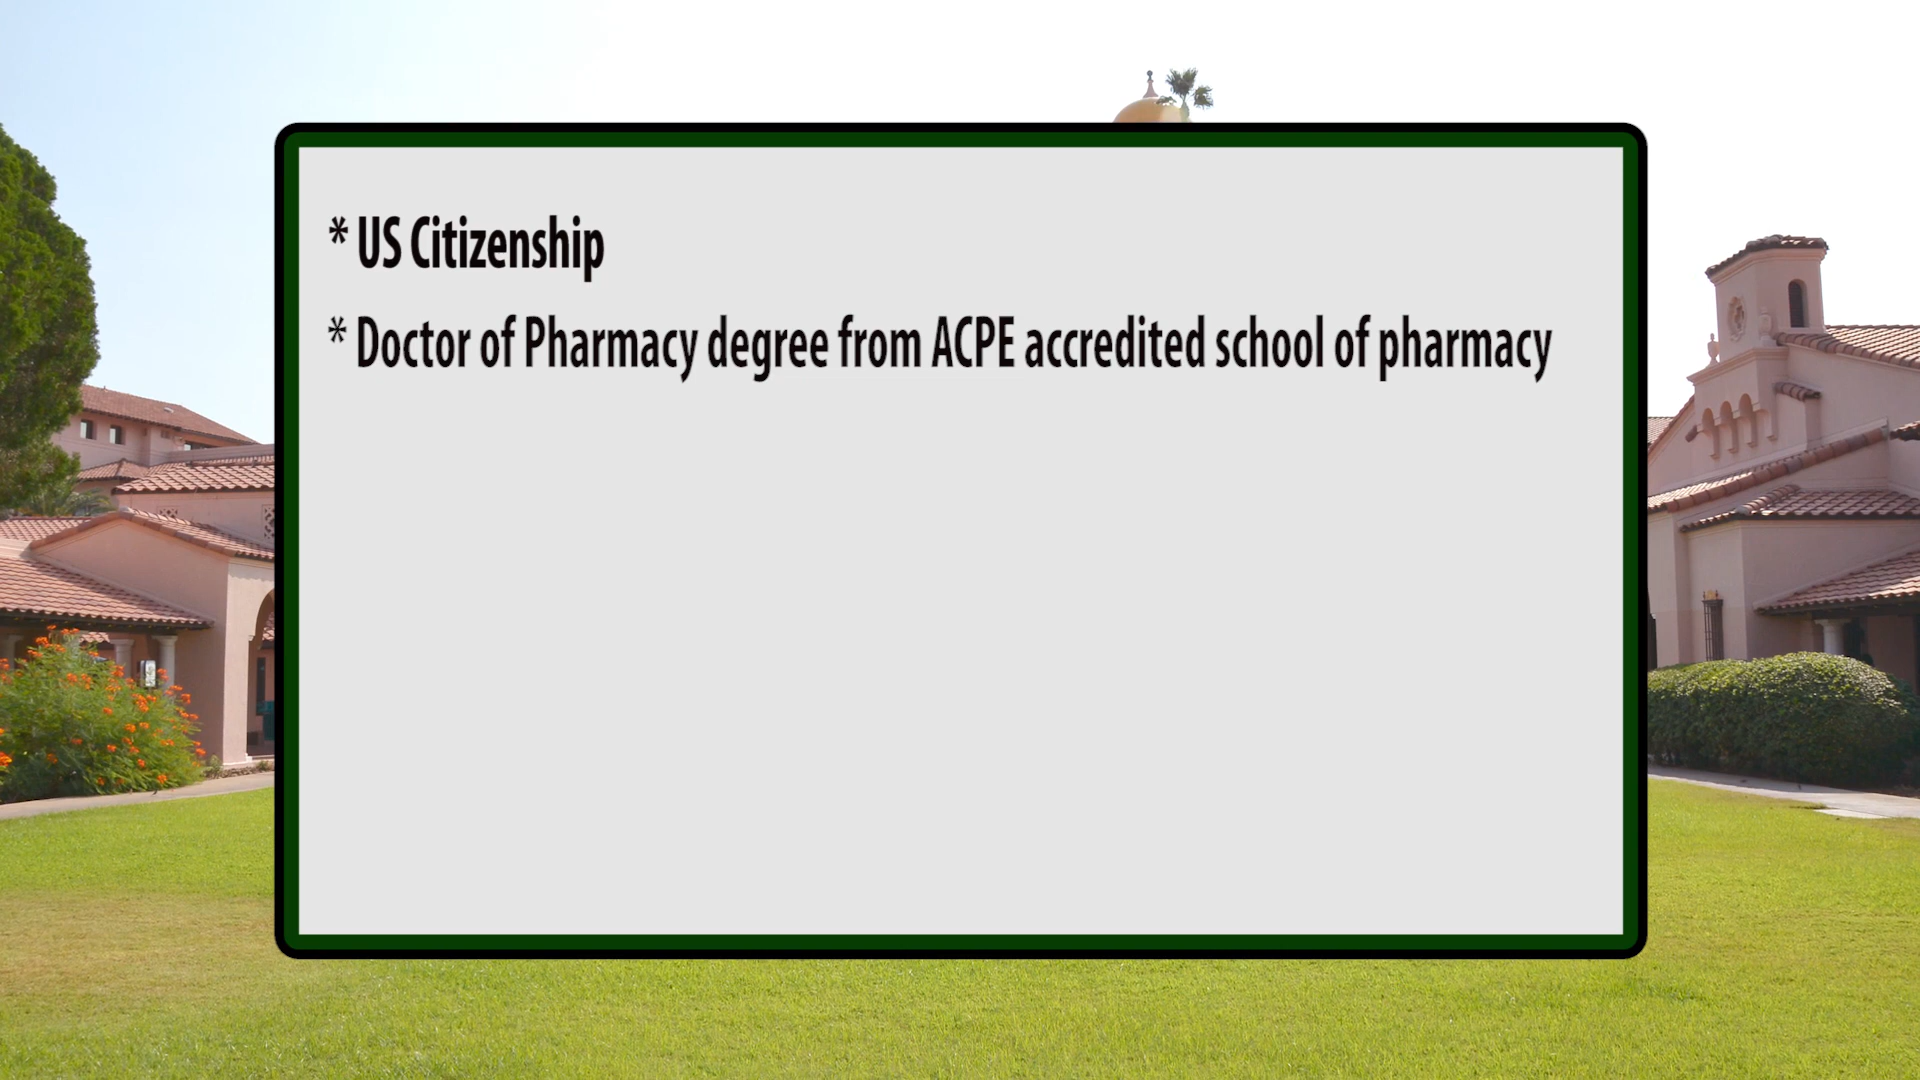 * US Citizenship
* Doctor of Pharmacy degree from ACPE accredited school of pharmacy